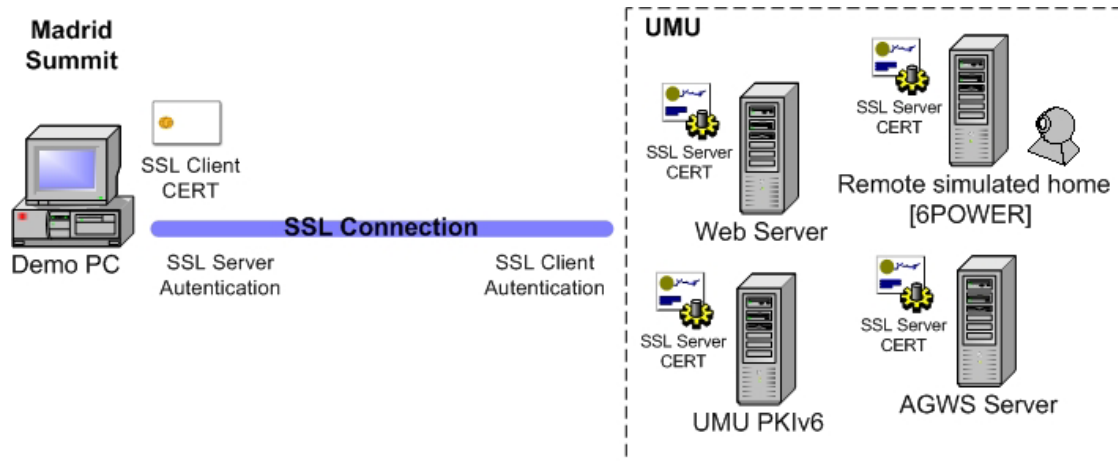 Madrid
Summit
SSL Client
CERT
Demo PC
SSL Connection
SSL Server
Autentication
SSL Client
Autentication
UMU
SSL Server
CERT
Web Server
SSL Server
CERT
Remote simulated home
[6POWER]
SSL Server
CERT
UMU PKIv6
SSL Server
CERT
AGWS Server